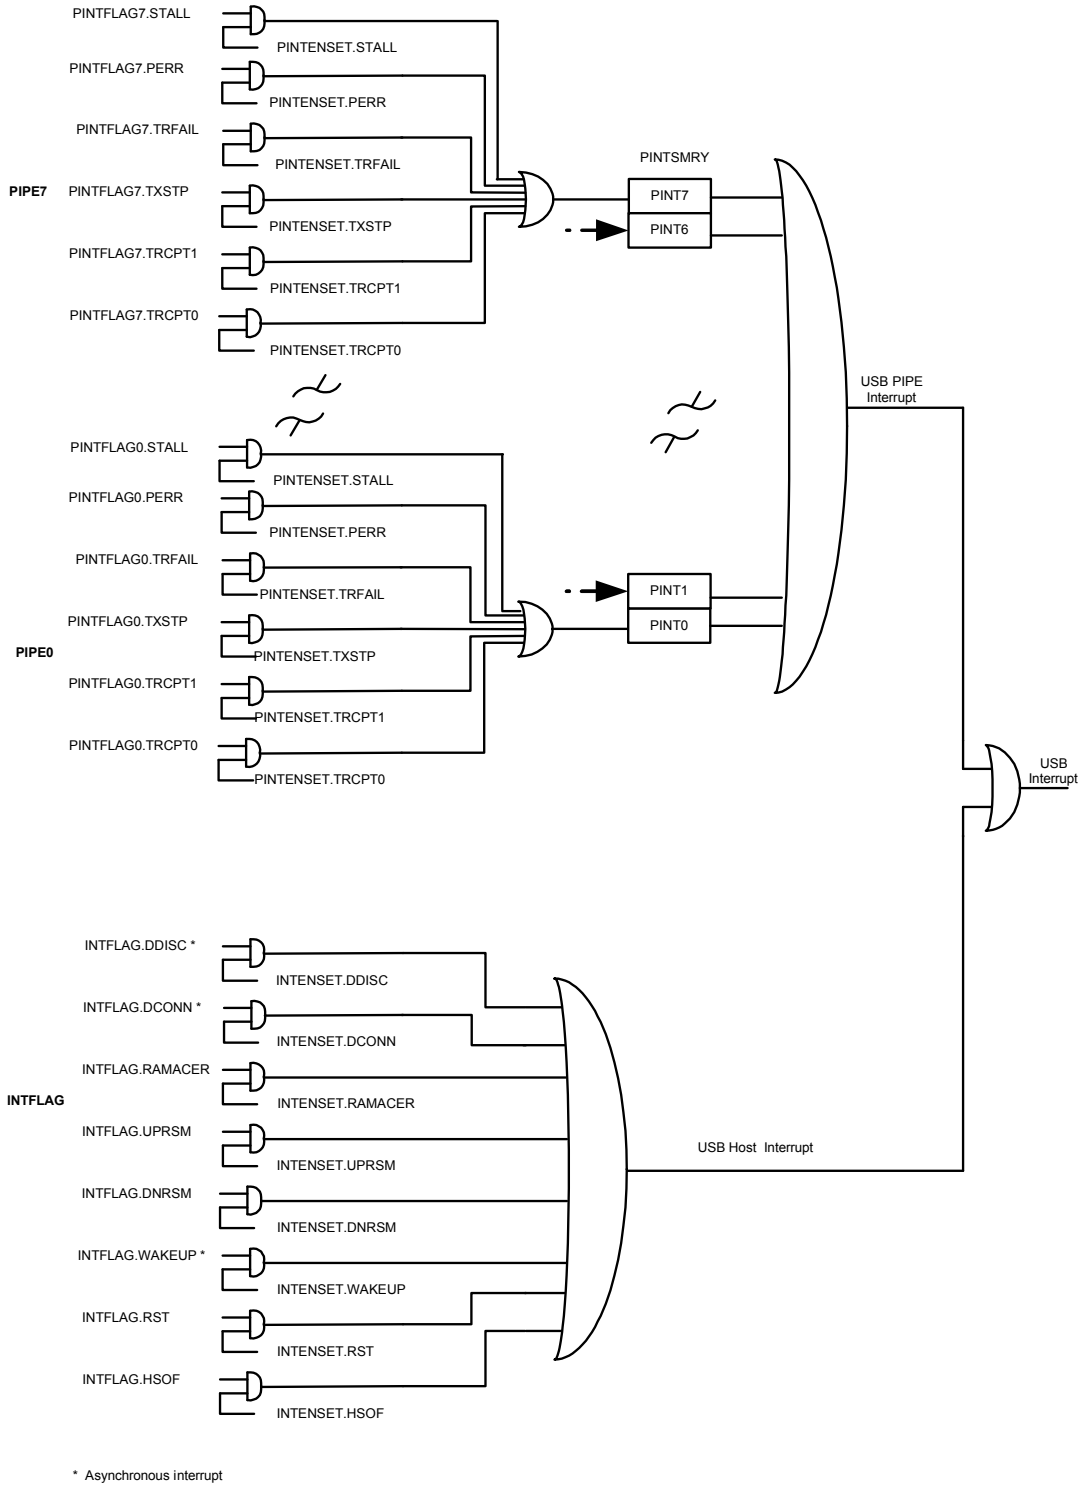 PINTFLAG7.STALL
PINTENSET.STALL
PINTFLAG7.PERR
PINTENSET.PERR
PINTFLAG7.TRFAIL
PINTENSET.TRFAIL
PINTSMRY
PIPE7
PINTFLAG7.TXSTP
PINT7
PINTENSET.TXSTP
PINT6
PINTFLAG7.TRCPT1
PINTENSET.TRCPT1
PINTFLAG7.TRCPT0
PINTENSET.TRCPT0
USB PIPE
Interrupt
PINTFLAG0.STALL
PINTENSET.STALL
PINTFLAG0.PERR
PINTENSET.PERR
PINTFLAG0.TRFAIL
PINTENSET.TRFAIL
PINT1
PINTFLAG0.TXSTP
PINT0
PIPE0
PINTENSET.TXSTP
PINTFLAG0.TRCPT1
PINTENSET.TRCPT1
PINTFLAG0.TRCPT0
PINTENSET.TRCPT0
USB
Interrupt
INTFLAG.DDISC *
INTENSET.DDISC
INTFLAG.DCONN *
INTENSET.DCONN
INTFLAG.RAMACER
INTFLAG
INTENSET.RAMACER
INTFLAG.UPRSM
USB Host Interrupt
INTENSET.UPRSM
INTFLAG.DNRSM
INTENSET.DNRSM
INTFLAG.WAKEUP *
INTENSET.WAKEUP
INTFLAG.RST
INTENSET.RST
INTFLAG.HSOF
INTENSET.HSOF
* Asynchronous interrupt